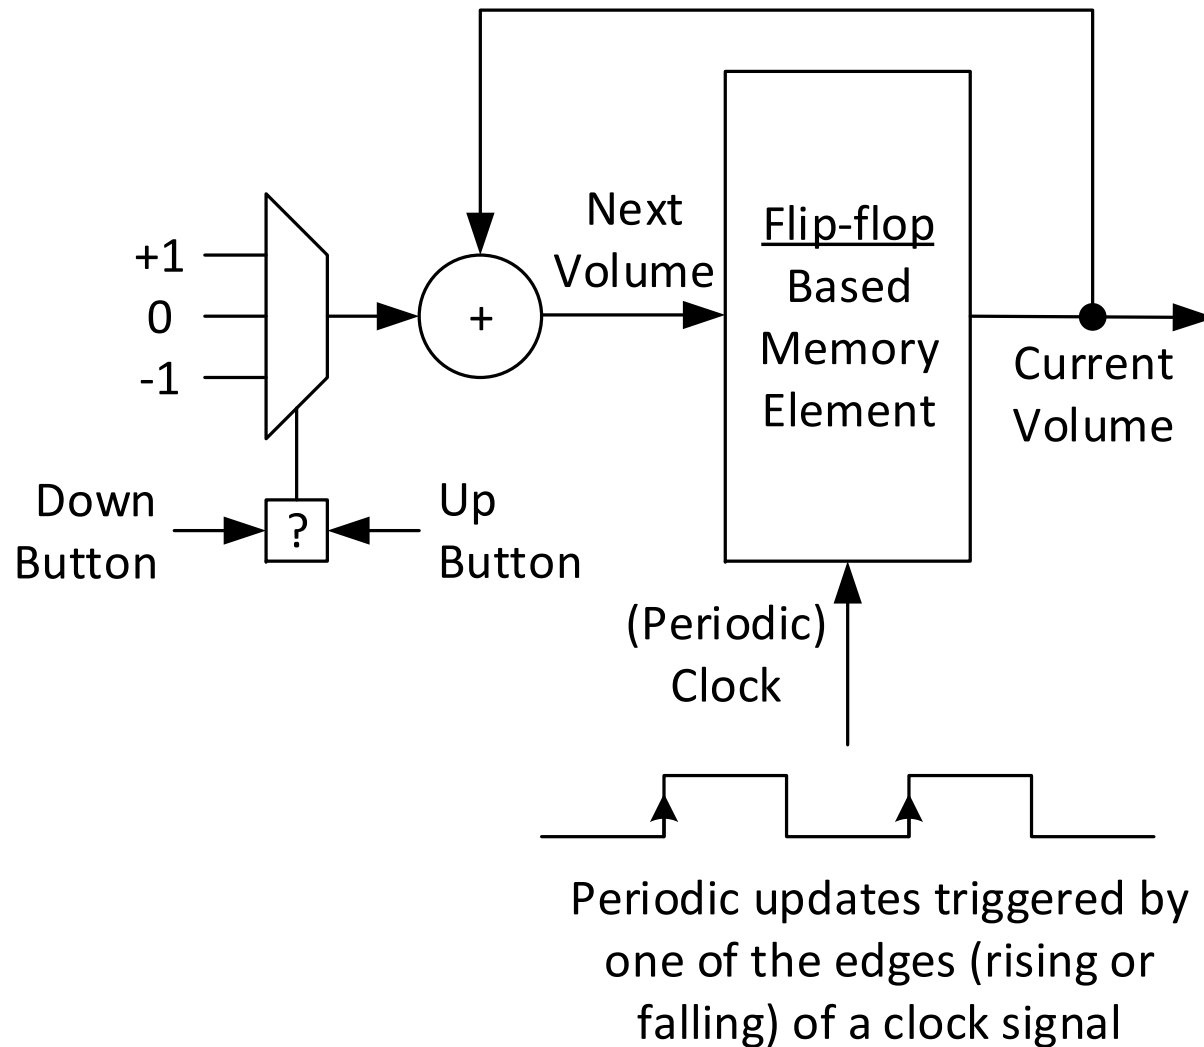 Next
Volume
Flip-flop
Based
Memory
Element
+1
0
-1
+
Current
Volume
Down
Button
?
Up
Button
(Periodic)
Clock
Periodic updates triggered by
one of the edges (rising or
falling) of a clock signal